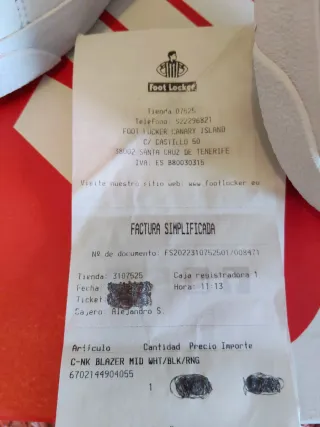 Foot Locker
Tienda 07525
Telefono: 922296821
FOOT LOCKER CANARY ISLAND
C/ CASTILLO 50
38002 SANTA CRUZ DE TENERIFE
IVA: ES B80030315
Visite nuestro sitio web: www.footlocker.eu
FACTURA SIMPLIFICADA
Nº de documento: FS2022310752501/008471
Tienda: 3107525 Caja registradora 1
Fecha: Hora: 11:13
Ticket
Cajero: Alejandro S.
Artículo Cantidad Precio Importe
C-NK BLAZER MID WHT/BLK/RNG
6702144904055
1